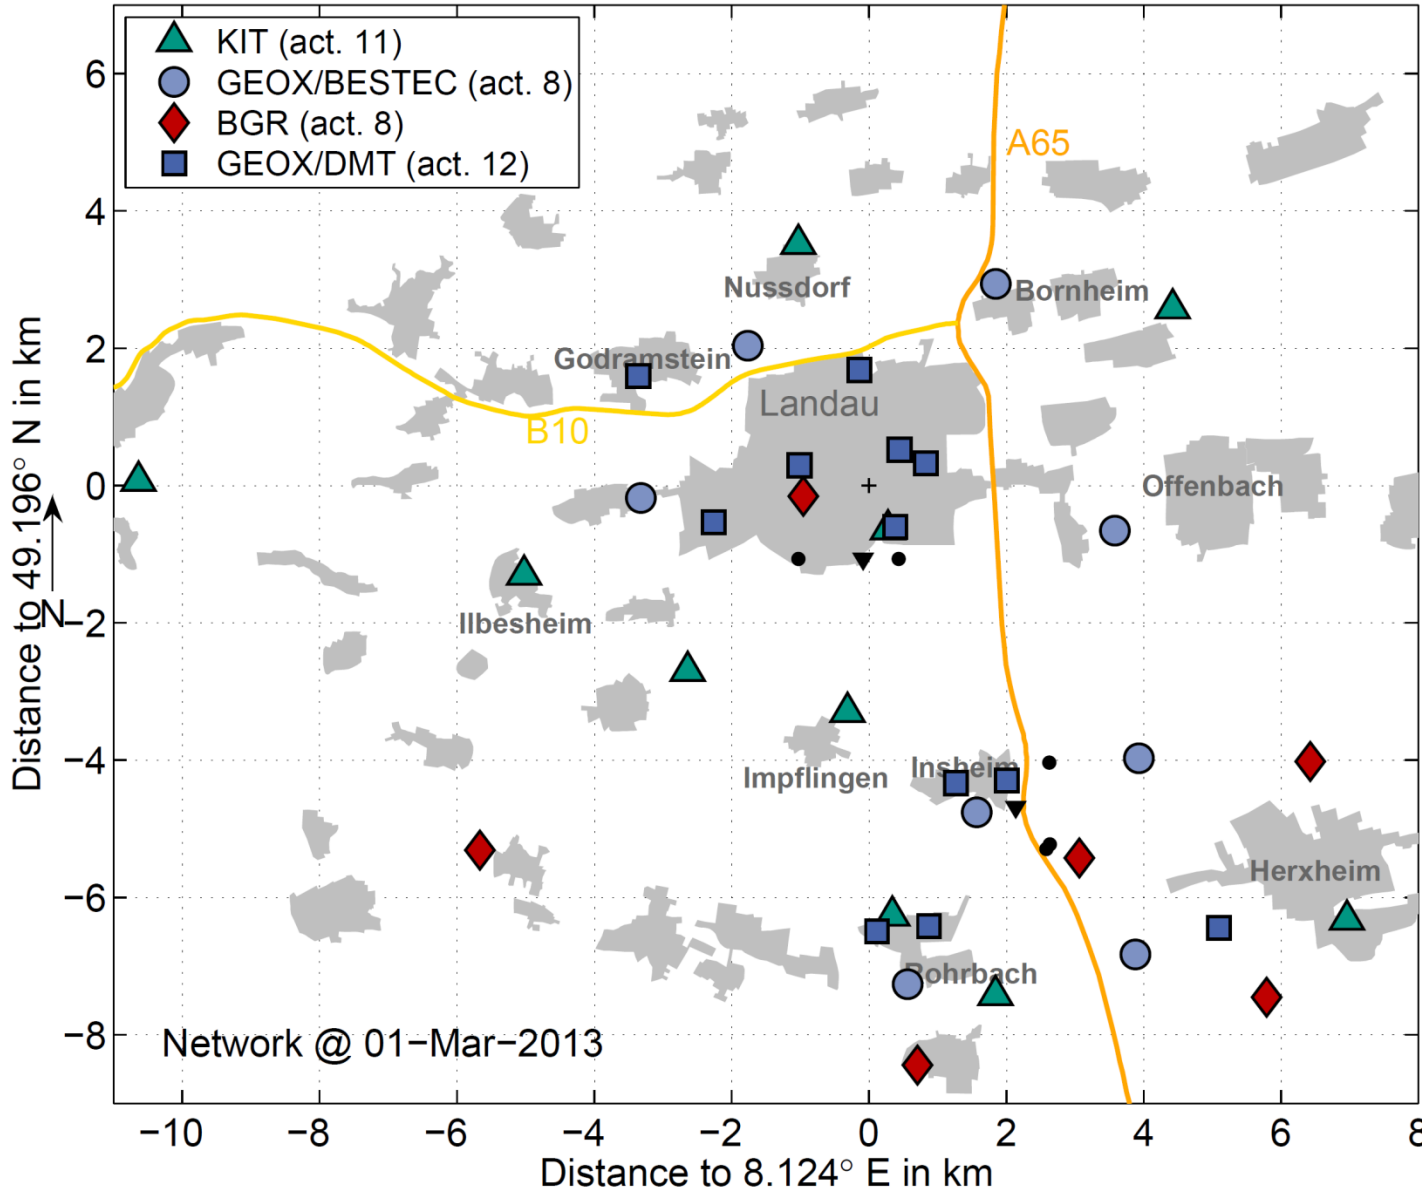 KIT (act. 11)
GEOX/BESTEC (act. 8)
BGR (act. 8)
GEOX/DMT (act. 12)
A65
Nussdorf
Bornheim
Godramstein
Landau
B10
Offenbach
Ilbesheim
Impflingen
Insheim
Herxheim
Rohrbach
Network @ 01−Mar−2013
6
4
2
0
−2
−4
−6
−8
−10
−8
−6
−4
−2
0
2
4
6
8
Distance to 8.124° E in km
Distance to 49.196° N in km
N